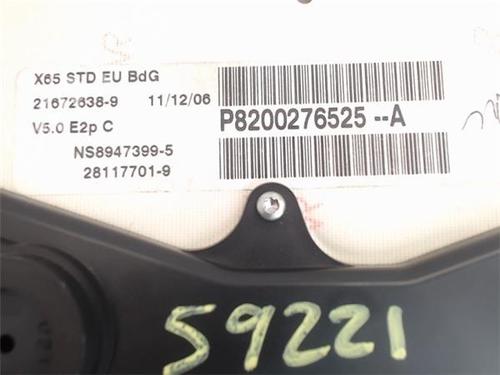 X65 STD EU BdG
21672638-9 11/12/06
V5.0 E2p C
NS8947399-5
28117701-9
P8200276525--A
59221